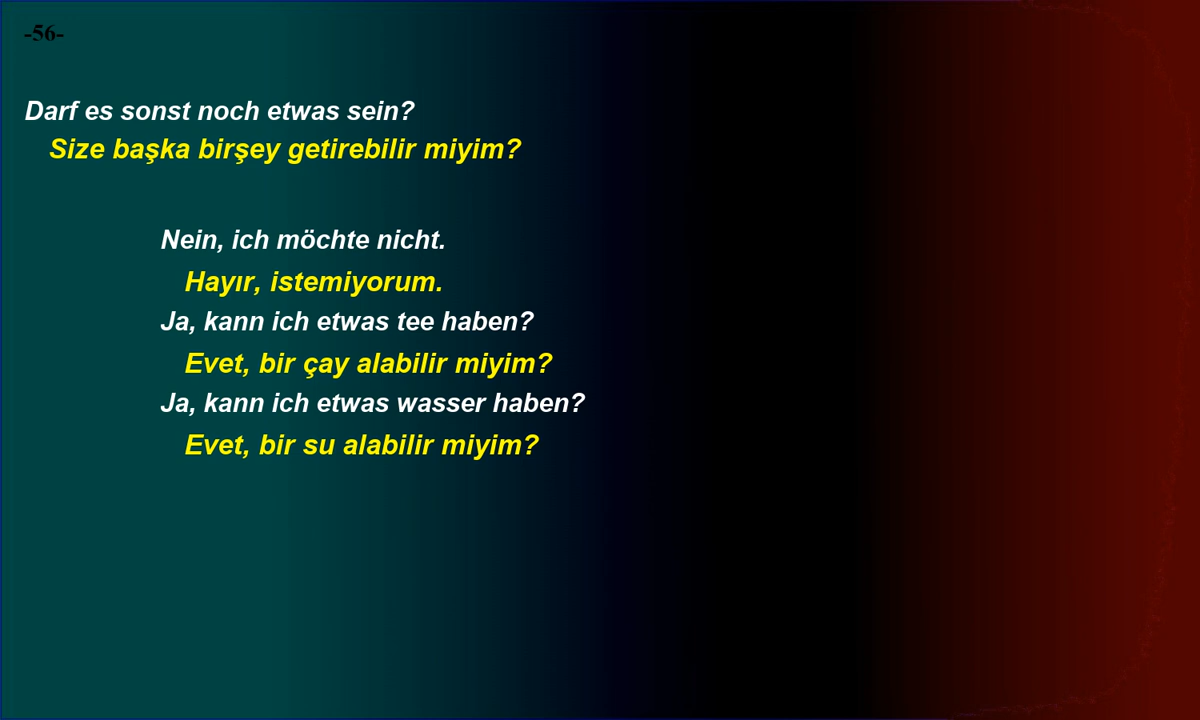 -56-
Darf es sonst noch etwas sein?
Size başka birşey getirebilir miyim?
Nein, ich möchte nicht.
Hayır, istemiyorum.
Ja, kann ich etwas tee haben?
Evet, bir çay alabilir miyim?
Ja, kann ich etwas wasser haben?
Evet, bir su alabilir miyim?